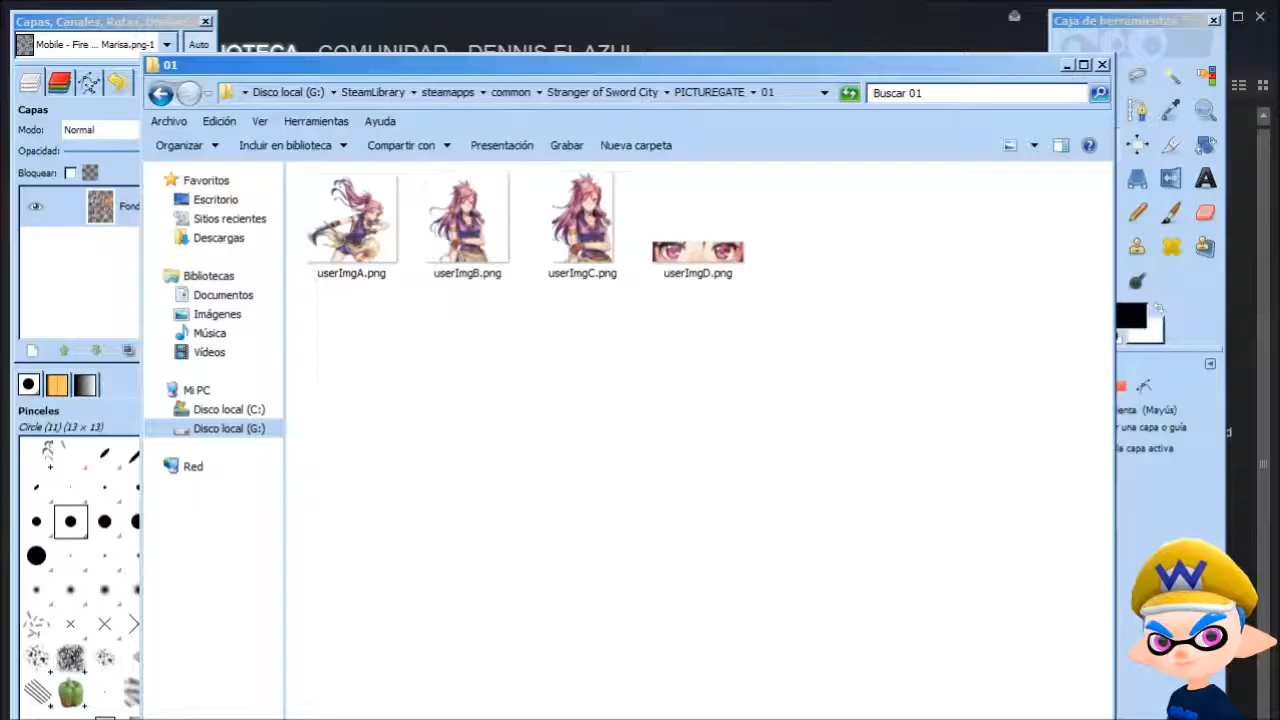 Capas, Canales, Rutas, Deshacer
Caja de herramientas
Mobile - Fire ... Marisa.png-1
Auto
COMUNIDAD DENNIS EL AZUL
01
Disco local (G:) SteamLibrary steamapps common Stranger of Sword City PICTUREGATE 01
Buscar 01
Archivo Edición Ver Herramientas Ayuda
Organizar Incluir en biblioteca Compartir con Presentación Grabar Nueva carpeta
Capas
Modo: Normal
Opacidad:
Bloquear:
Fond
Favoritos
Escritorio
Sitios recientes
Descargas
Bibliotecas
Documentos
Imágenes
Música
Vídeos
Mi PC
Disco local (C:)
Disco local (G:)
Red
userImgA.png userImgB.png userImgC.png userImgD.png
Pinceles
Circle (11) (13 × 13)
ienta (Mayús)
r una capa o guía
la capa activa
W